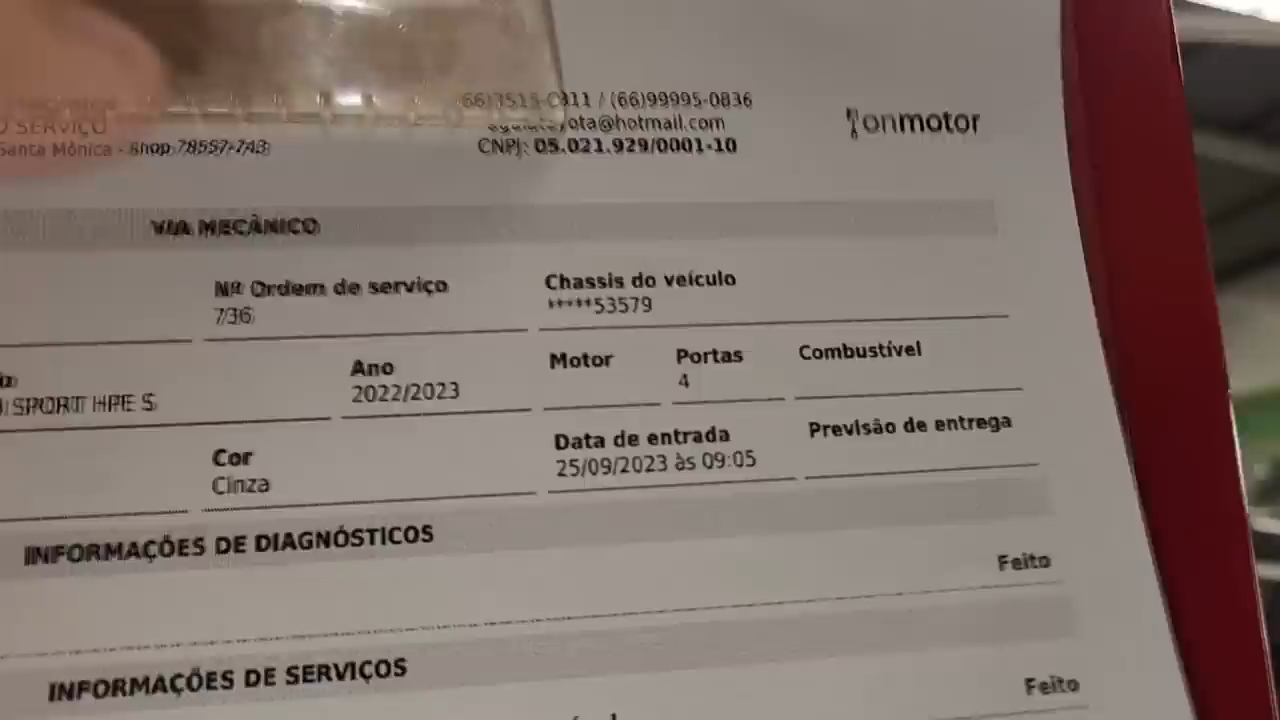 66)3515-0311 / (66)99995-0836
O SERVIÇO
ota@hotmail.com
onmotor
Santa Mônica - Shop 78557-743
CNPJ: 05.021.929/0001-10
VIA MECÂNICO
Nº Ordem de serviço
Chassis do veículo
736
*****53579
Ano
Motor
Portas
Combustível
SPORT HPE S
2022/2023
4
Cor
Data de entrada
Previsão de entrega
Cinza
25/09/2023 às 09:05
INFORMAÇÕES DE DIAGNÓSTICOS
Feito
INFORMAÇÕES DE SERVIÇOS
Feito